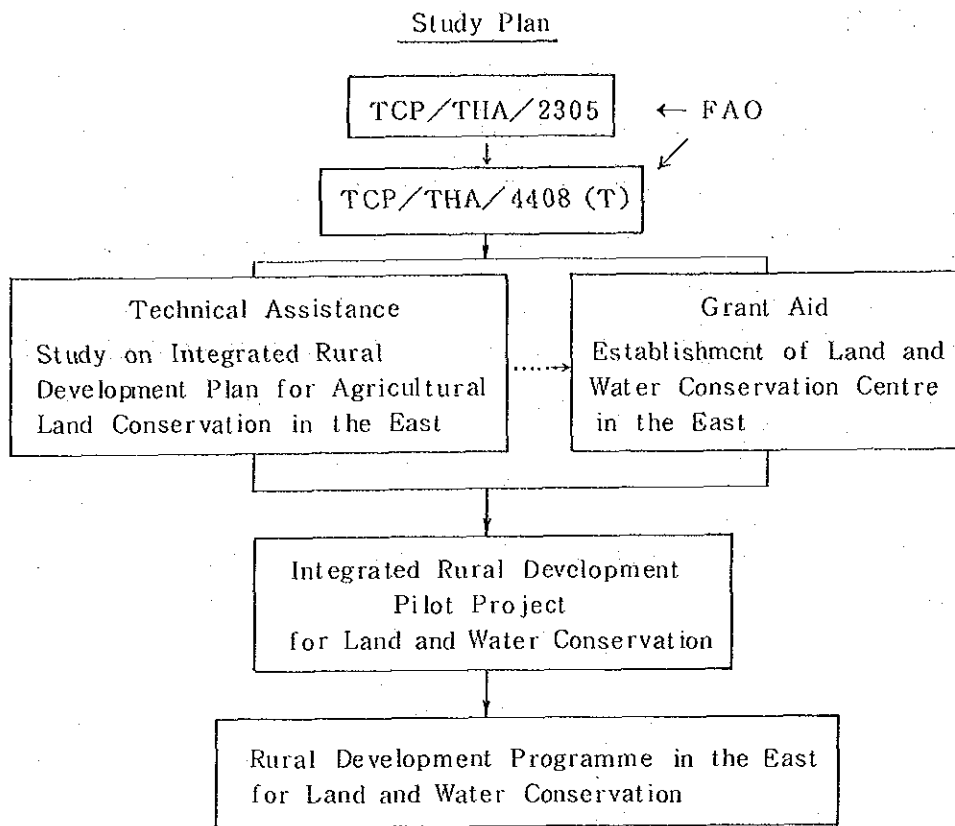 Study Plan
TCP/THA/2305 ← FAO
TCP/THA/4408 (T)
Technical Assistance
Study on Integrated Rural
Development Plan for Agricultural
Land Conservation in the East
Grant Aid
Establishment of Land and
Water Conservation Centre
in the East
Integrated Rural Development
Pilot Project
for Land and Water Conservation
Rural Development Programme in the East
for Land and Water Conservation